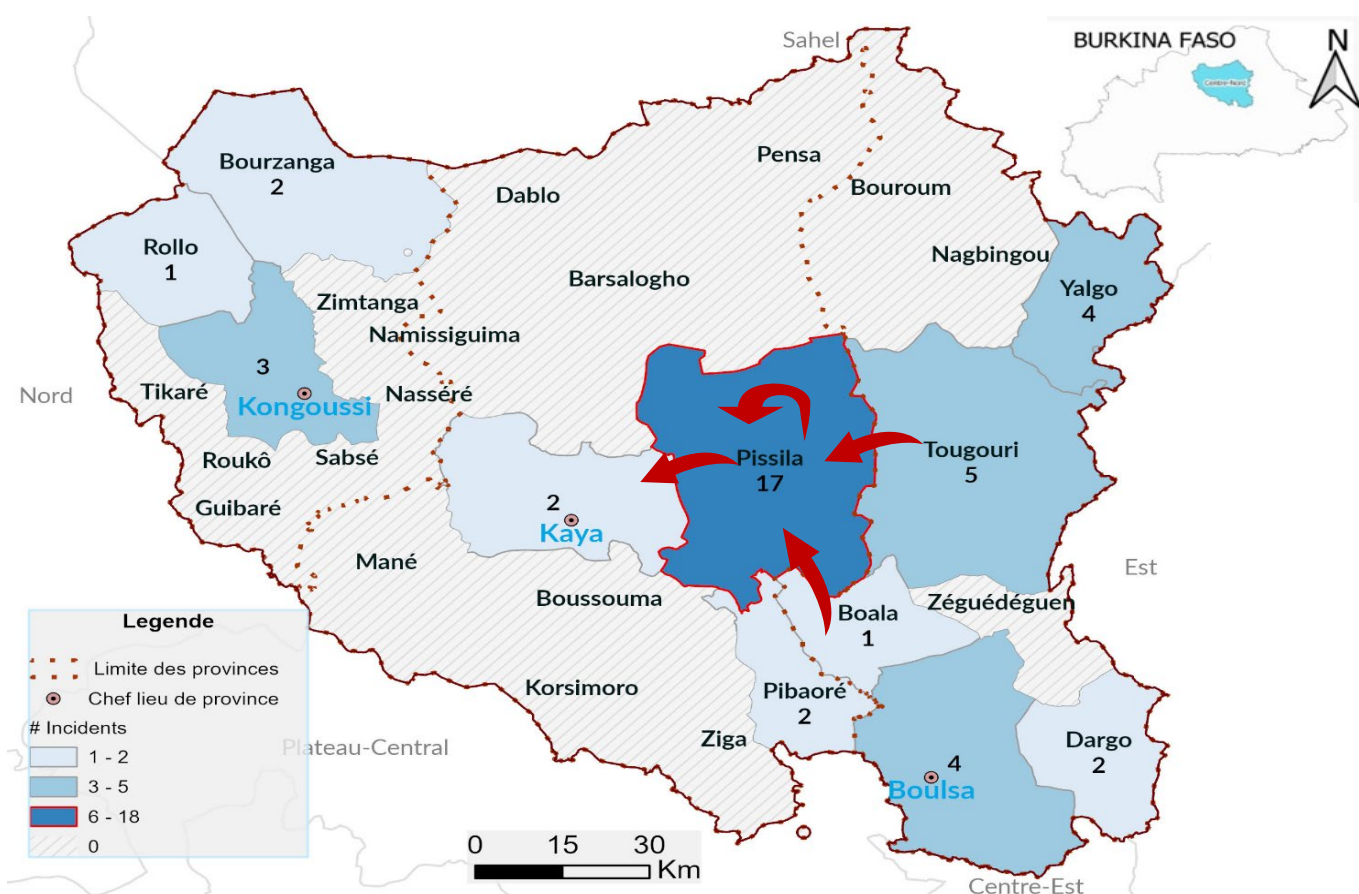 Sahel
BURKINA FASO
N
Centre-Nord
Bourzanga
2
Pensa
Bouroum
Dablo
Rollo
1
Nagbingou
Barsalogho
Yalgo
4
Zimtanga
Namissiguima
3
Kongoussi
Nord
Tikaré
Nasséré
Roukô
Sabsé
Guibaré
Pissila
17
Tougouri
5
2
Kaya
Mané
Est
Boussouma
Zéguédéguen
Boala
1
Korsimoro
Pibaoré
2
Ziga
Dargo
2
4
Boulsa
Plateau-Central
Centre-Est
Legende
Limite des provinces
Chef lieu de province
# Incidents
1 - 2
3 - 5
6 - 18
0
0 15 30
Km